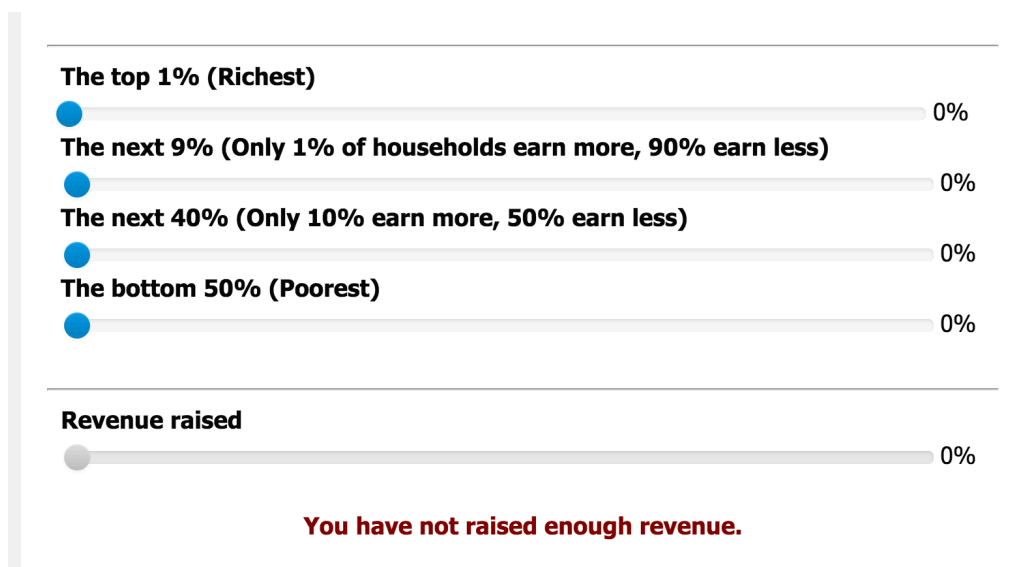 The top 1% (Richest)
0%
The next 9% (Only 1% of households earn more, 90% earn less)
0%
The next 40% (Only 10% earn more, 50% earn less)
0%
The bottom 50% (Poorest)
0%
Revenue raised
0%
You have not raised enough revenue.